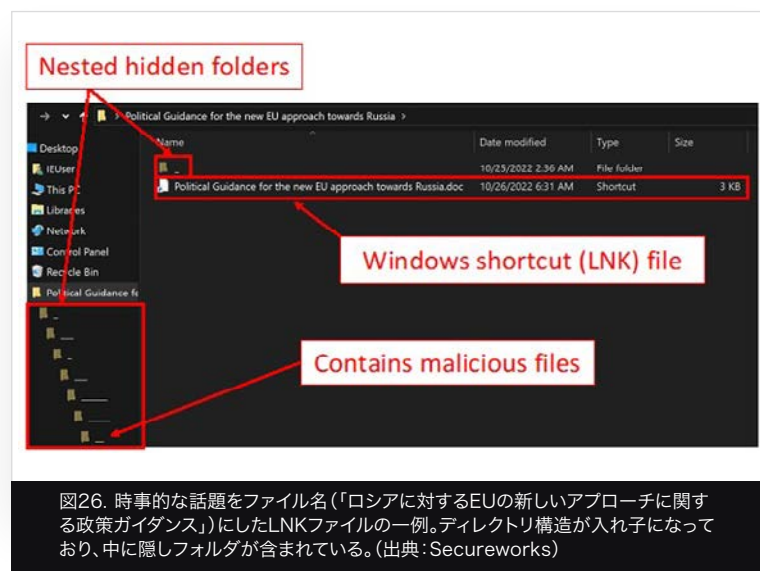 Nested hidden folders
Political Guidance for the new EU approach towards Russia
Name Date modified Type Size
Desktop
IEUser
This PC
Libraries
Network
Control Panel
Recycle Bin
Political Guidance fo
_ 10/25/2022 2:36 AM File folder
Political Guidance for the new EU approach towards Russia.doc 10/26/2022 6:31 AM Shortcut 3 KB
Windows shortcut (LNK) file
Contains malicious files
図26. 時事的な話題をファイル名(「ロシアに対するEUの新しいアプローチに関す
る政策ガイダンス」)にしたLNKファイルの一例。ディレクトリ構造が入れ子になって
おり、中に隠しフォルダが含まれている。(出典:Secureworks)